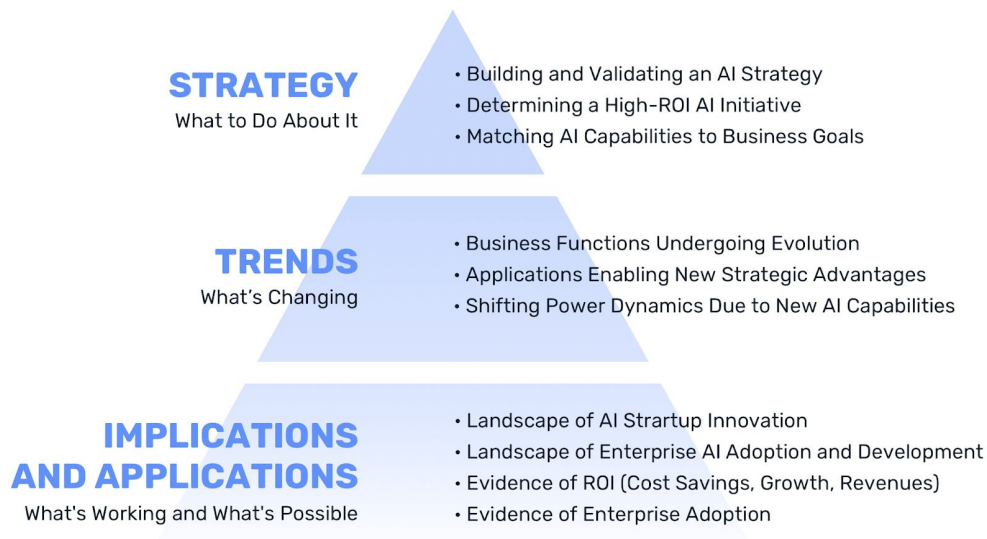 STRATEGY
What to Do About It
• Building and Validating an AI Strategy
• Determining a High-ROI AI Initiative
• Matching AI Capabilities to Business Goals
TRENDS
What's Changing
• Business Functions Undergoing Evolution
• Applications Enabling New Strategic Advantages
• Shifting Power Dynamics Due to New AI Capabilities
IMPLICATIONS
AND APPLICATIONS
What's Working and What's Possible
• Landscape of AI Strartup Innovation
• Landscape of Enterprise AI Adoption and Development
• Evidence of ROI (Cost Savings, Growth, Revenues)
• Evidence of Enterprise Adoption